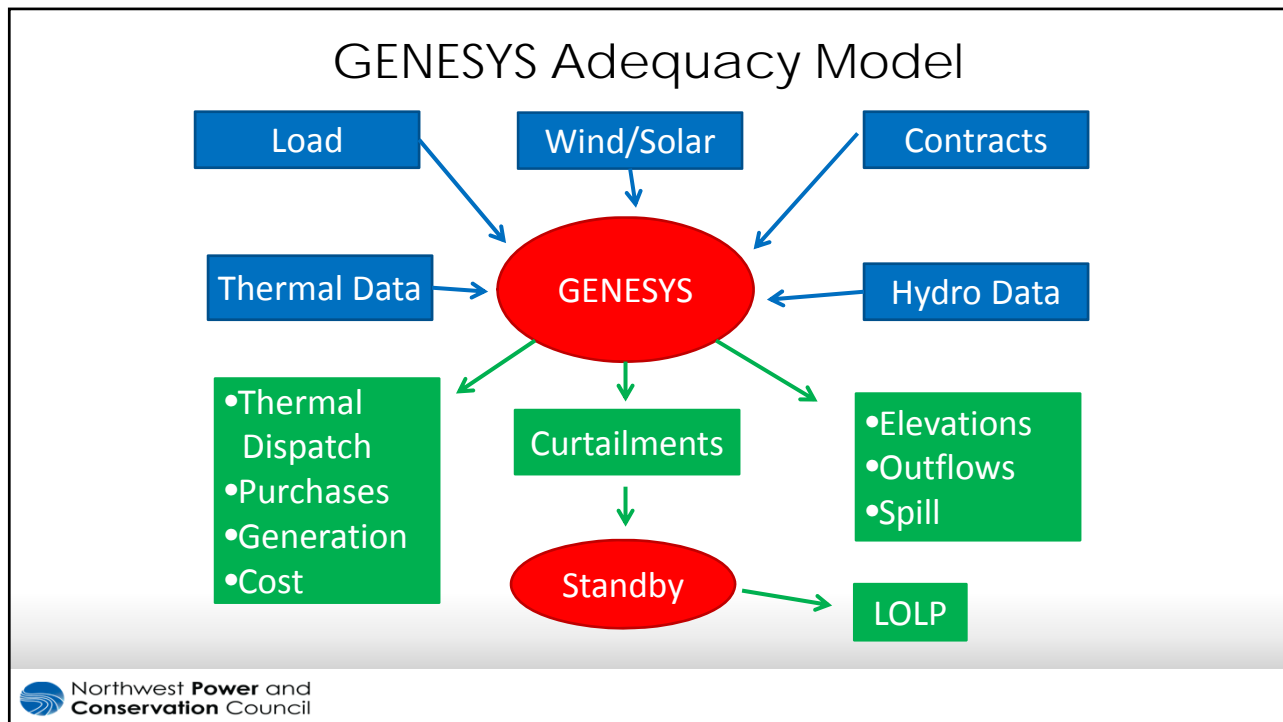 GENESYS Adequacy Model
Load
Wind/Solar
Contracts
Thermal Data
GENESYS
Hydro Data
•Thermal
Dispatch
•Purchases
•Generation
•Cost
Curtailments
•Elevations
•Outflows
•Spill
Standby
LOLP
Northwest Power and
Conservation Council